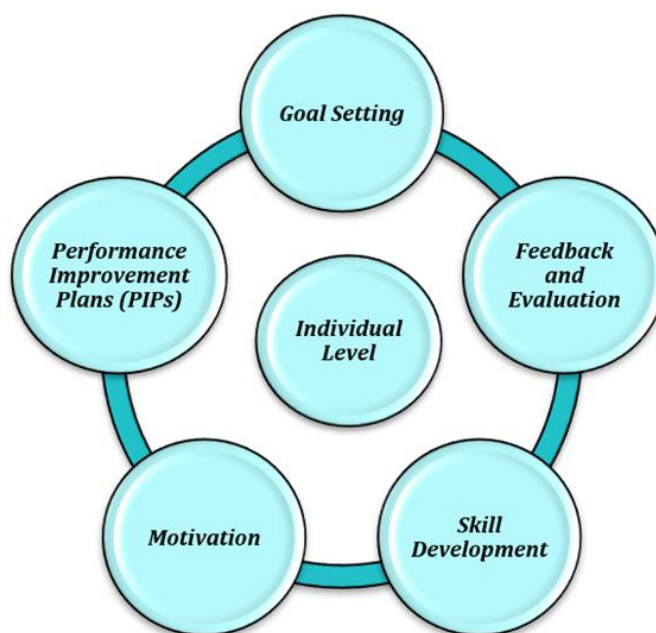 Goal Setting
Feedback
and
Evaluation
Skill
Development
Motivation
Performance
Improvement
Plans (PIPs)
Individual
Level